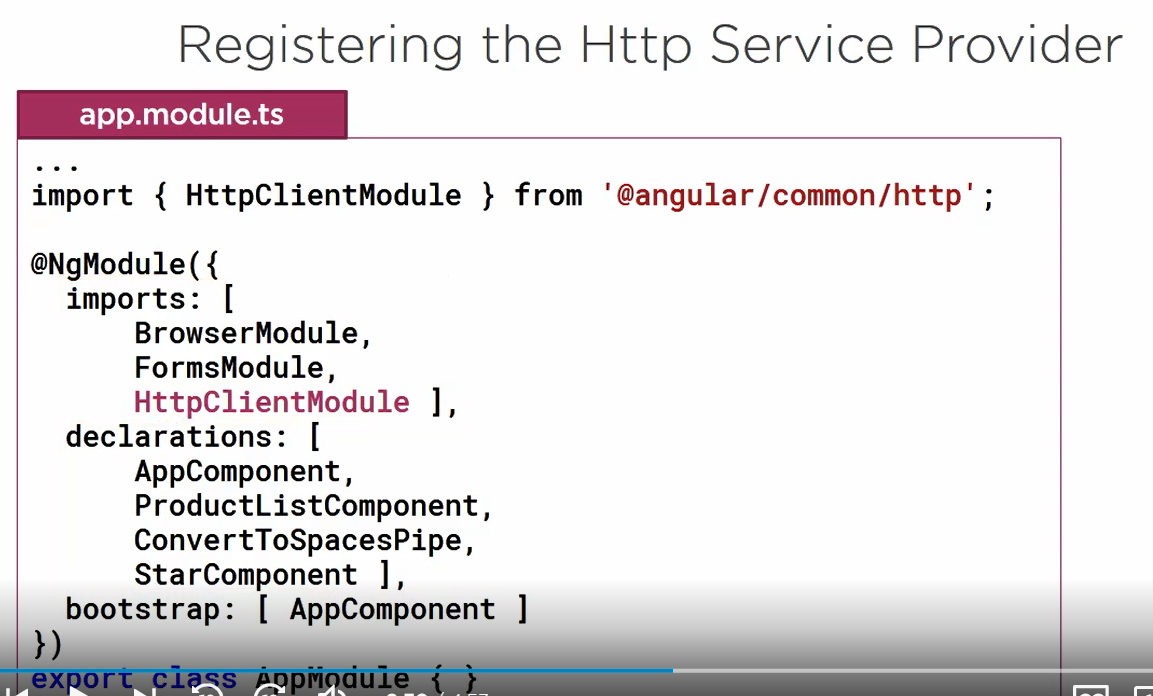 Registering the Http Service Provider
app.module.ts
...
import { HttpClientModule } from '@angular/common/http';
@NgModule({
imports: [
BrowserModule,
FormsModule,
HttpClientModule ],
declarations: [
AppComponent,
ProductListComponent,
ConvertToSpacesPipe,
StarComponent ],
bootstrap: [ AppComponent ]
})
export class AppModule { }